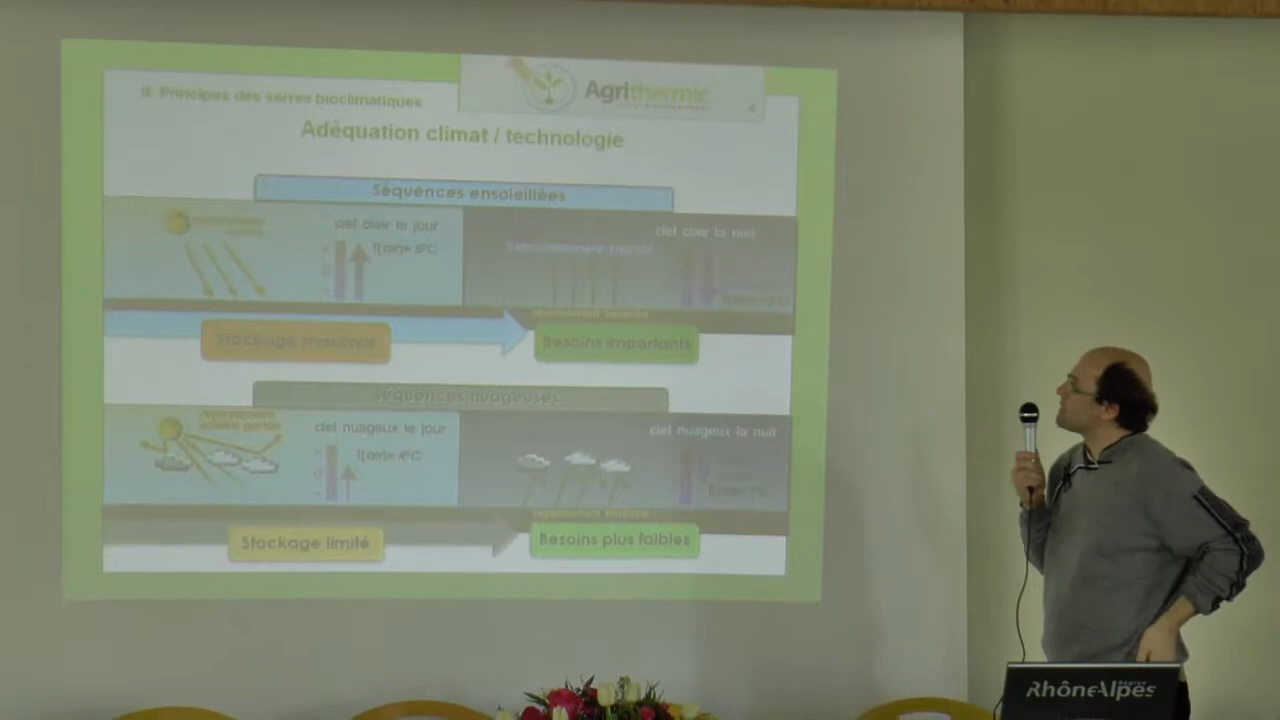 Agrithermic
9. Principes des serres bioclimatiques
Adéquation climat / technologie
Séquences ensoleillées
ciel clair le jour
T(air)= 5°C
ciel clair la nuit
Stockage maximal
Besoins importants
Séquences nuageuses
ciel nuageux le jour
T(air)= 4°C
ciel nuageux la nuit
Stockage limité
Besoins plus faibles
RhôneAlpes Région